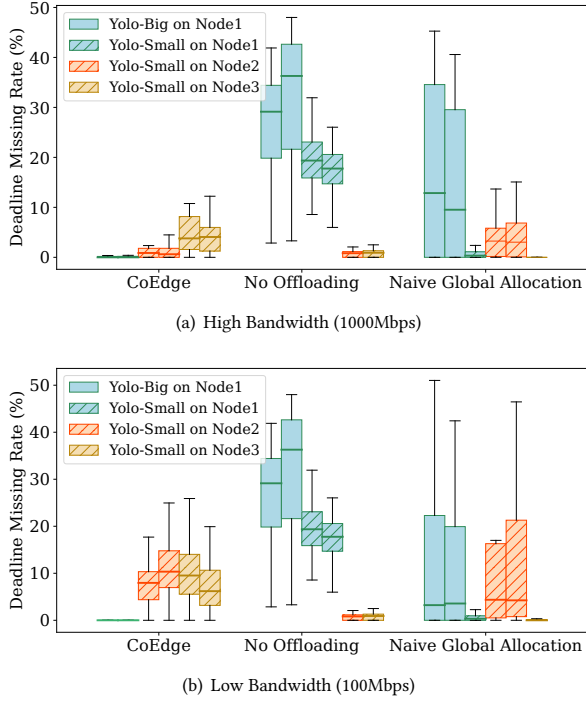 Deadline Missing Rate (%)
50
40
30
20
10
0
Yolo-Big on Node1
Yolo-Small on Node1
Yolo-Small on Node2
Yolo-Small on Node3
CoEdge No Offloading Naive Global Allocation
(a) High Bandwidth (1000Mbps)
Deadline Missing Rate (%)
50
40
30
20
10
0
Yolo-Big on Node1
Yolo-Small on Node1
Yolo-Small on Node2
Yolo-Small on Node3
CoEdge No Offloading Naive Global Allocation
(b) Low Bandwidth (100Mbps)